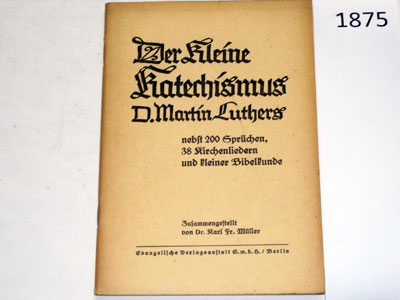 1875
Der Kleine
Katechismus
D. Martin Luthers
nebst 200 Sprüchen,
38 Kirchenliedern
und kleiner Bibelkunde
Zusammengestellt
von Dr. Karl Fr. Müller
Evangelische Verlagsanstalt G.m.b.H. / Berlin